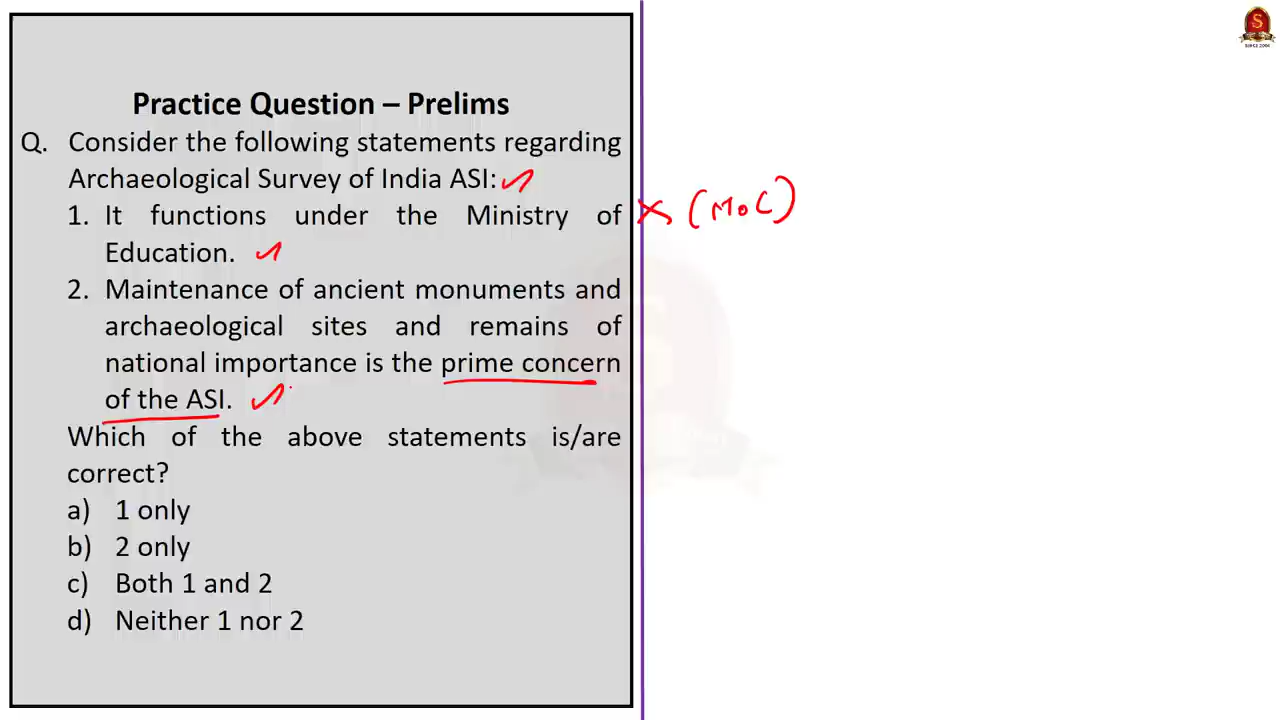 Practice Question – Prelims
Q. Consider the following statements regarding
Archaeological Survey of India ASI:
1. It functions under the Ministry of
Education.
X (MoC)
2. Maintenance of ancient monuments and
archaeological sites and remains of
national importance is the prime concern
of the ASI.
Which of the above statements is/are
correct?
a) 1 only
b) 2 only
c) Both 1 and 2
d) Neither 1 nor 2
S
SINCE 2004